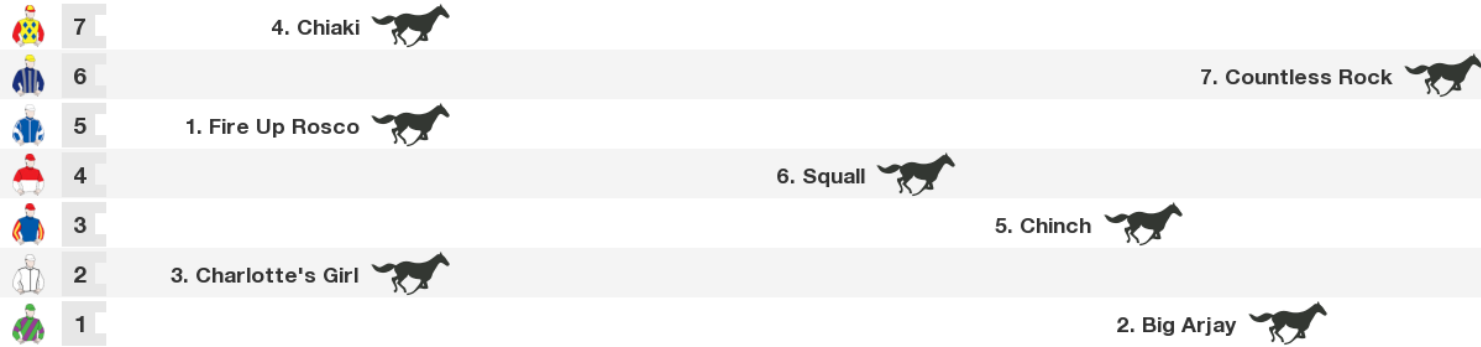 7 4. Chiaki
6 7. Countless Rock
5 1. Fire Up Rosco
4 6. Squall
3 5. Chinch
2 3. Charlotte's Girl
1 2. Big Arjay